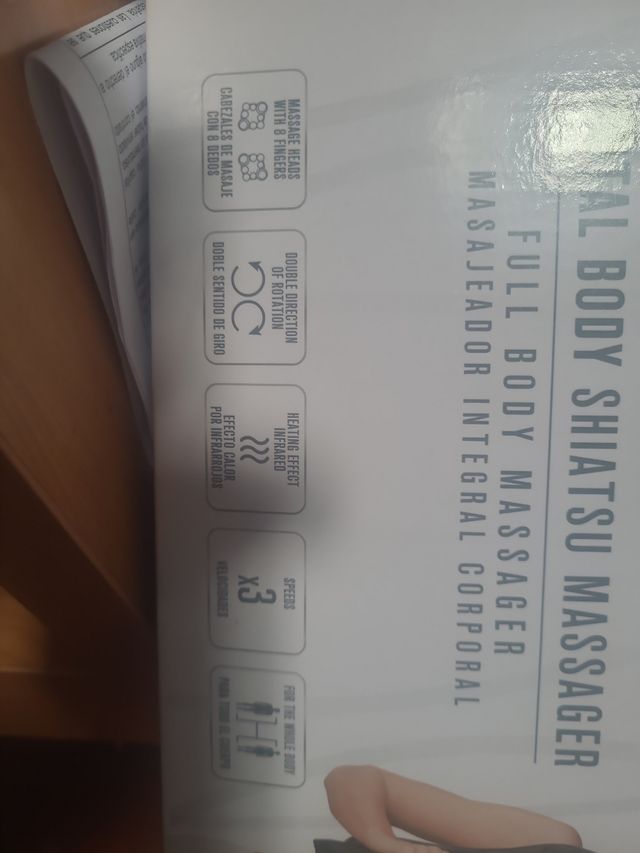 TAL BODY SHIATSU MASSAGER
FULL BODY MASSAGER
MASAJEADOR INTEGRAL CORPORAL
MASSAGE HEADS
WITH 8 FINGERS
CABEZALES DE MASAJE
CON 8 DEDOS
DOUBLE DIRECTION
OF ROTATION
DOBLE SENTIDO DE GIRO
HEATING EFFECT
INFRARED
EFECTO CALOR
POR INFRARROJOS
SPEEDS
x3
VELOCIDADES
FOR THE WHOLE BODY
PARA TODO EL CUERPO